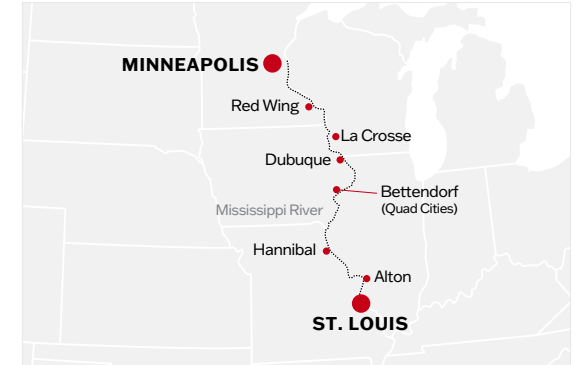 MINNEAPOLIS
Red Wing
La Crosse
Dubuque
Bettendorf
(Quad Cities)
Mississippi River
Hannibal
Alton
ST. LOUIS